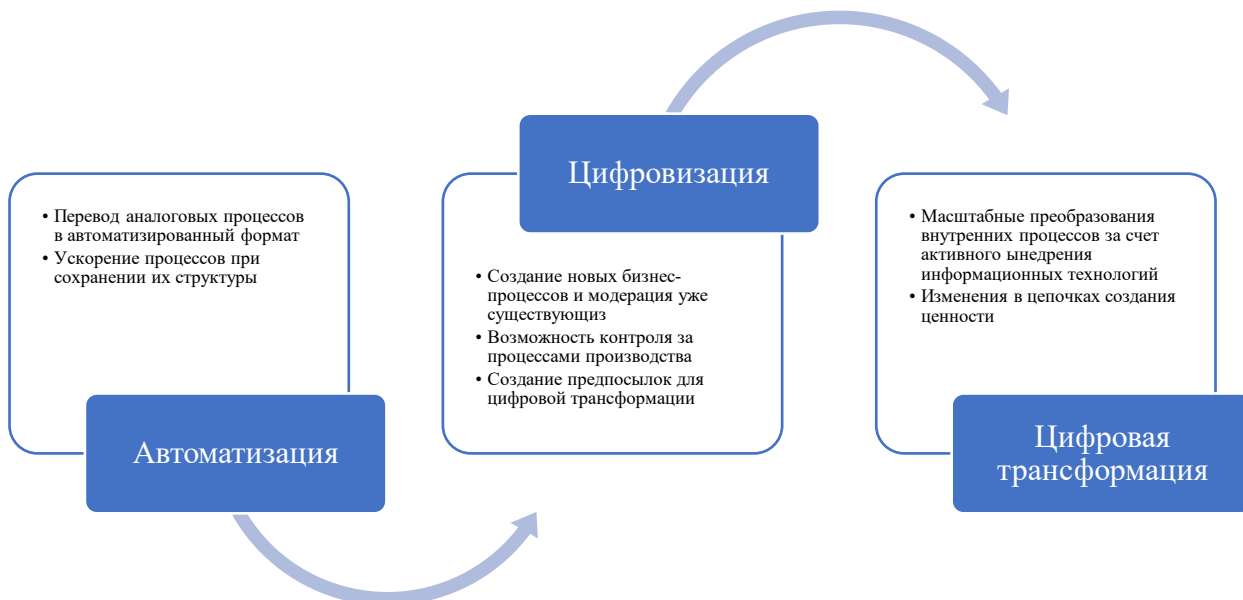 • Перевод аналоговых процессов
в автоматизированный формат
• Ускорение процессов при
сохранении их структуры
Автоматизация
Цифровизация
• Создание новых бизнес-
процессов и модерация уже
существующиз
• Возможность контроля за
процессами производства
• Создание предпосылок для
цифровой трансформации
• Масштабные преобразования
внутренних процессов за счет
активного ынедрения
информационных технологий
• Изменения в цепочках создания
ценности
Цифровая
трансформация